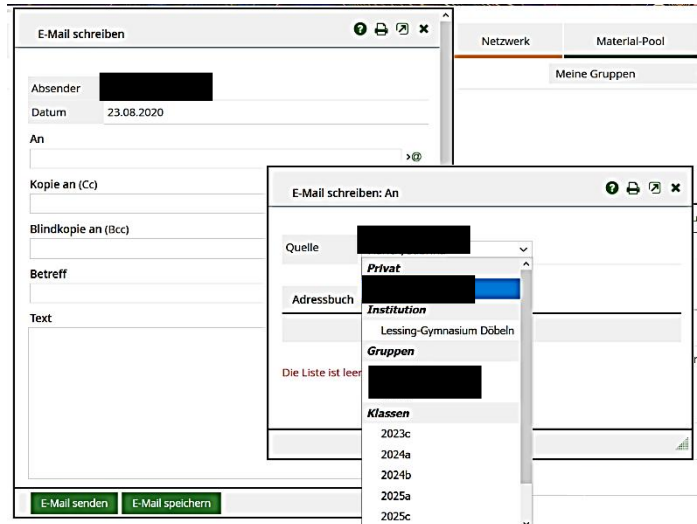 E-Mail schreiben
Netzwerk
Material-Pool
Meine Gruppen
Absender
Datum 23.08.2020
An
>@
Kopie an (Cc)
Blindkopie an (Bcc)
Betreff
Text
E-Mail senden
E-Mail speichern
E-Mail schreiben: An
Quelle
Adressbuch
Die Liste ist leer
Privat
Institution
Lessing-Gymnasium Döbeln
Gruppen
Klassen
2023c
2024a
2024b
2025a
2025c